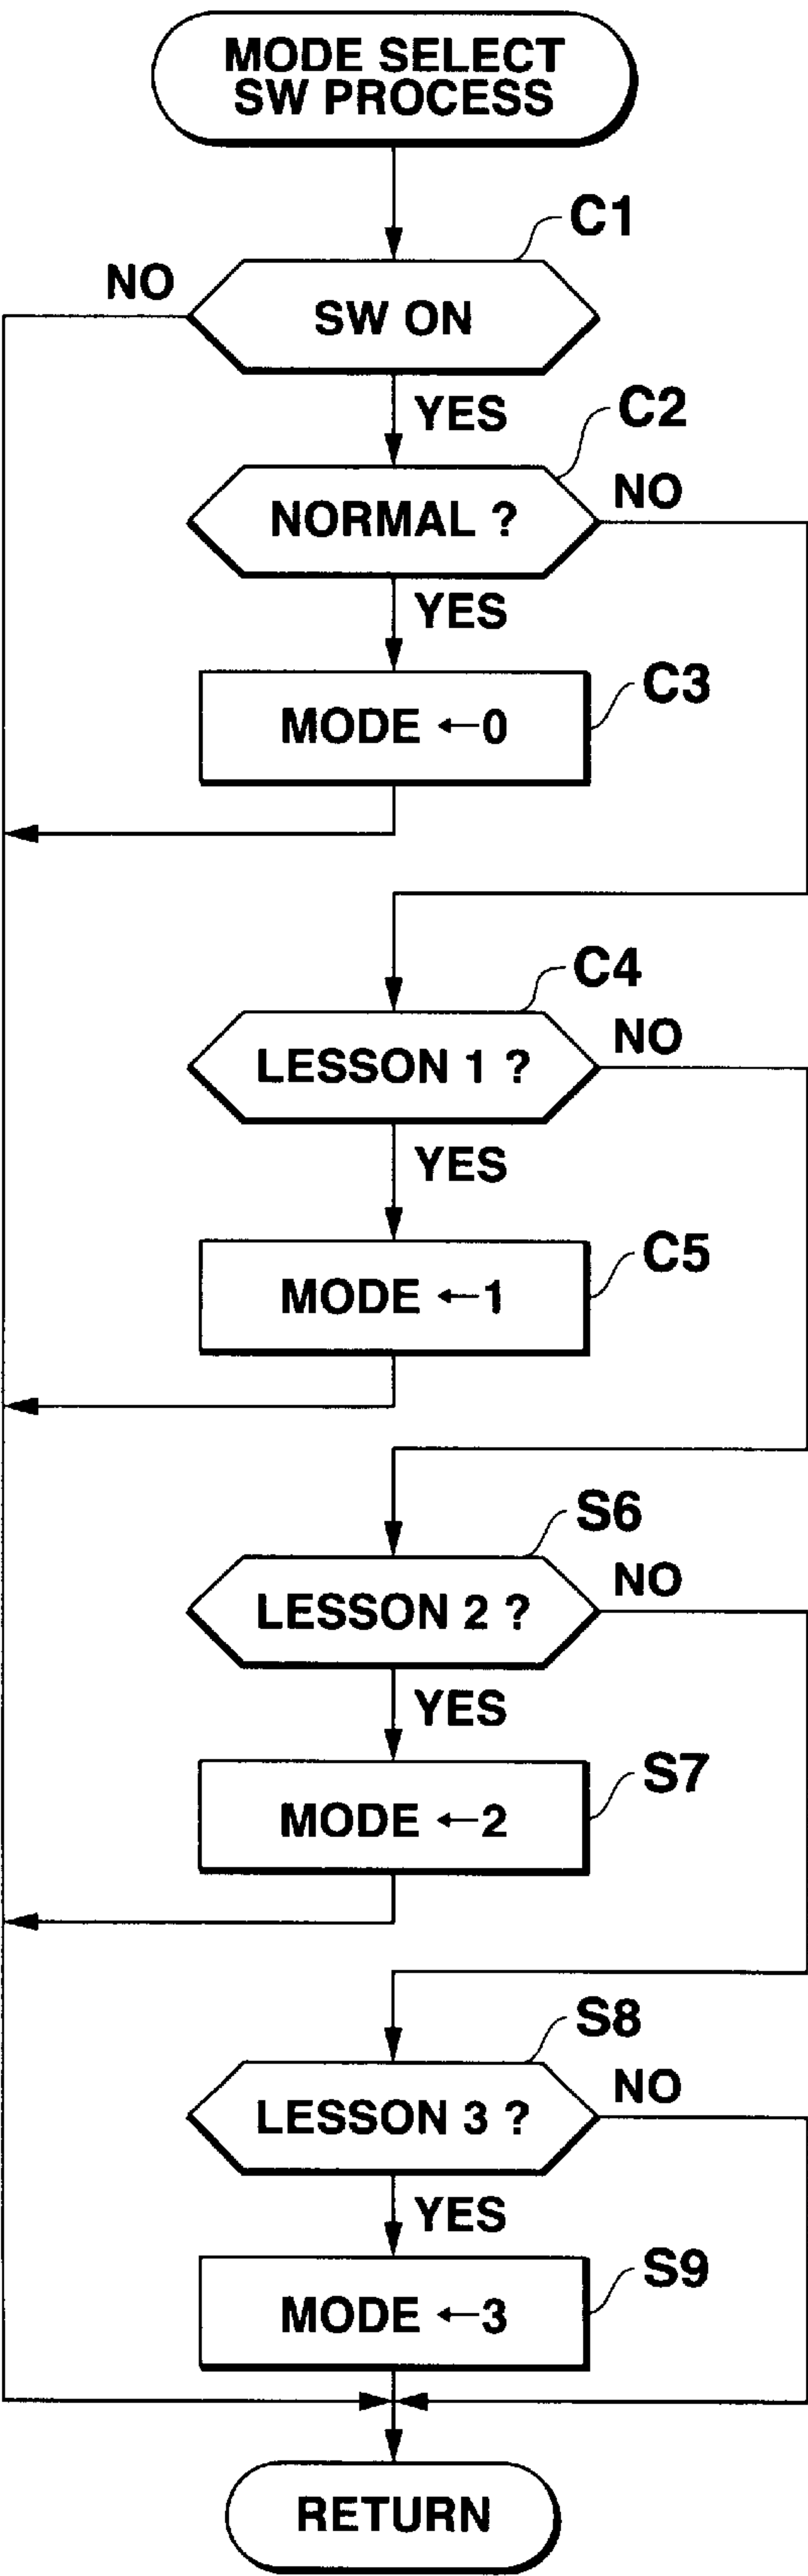 MODE SELECT
SW PROCESS
C1
NO
SW ON
YES
C2
NORMAL ?
NO
YES
C3
MODE ←0
C4
LESSON 1 ?
NO
YES
C5
MODE ←1
S6
LESSON 2 ?
NO
YES
S7
MODE ←2
S8
LESSON 3 ?
NO
YES
S9
MODE ←3
RETURN